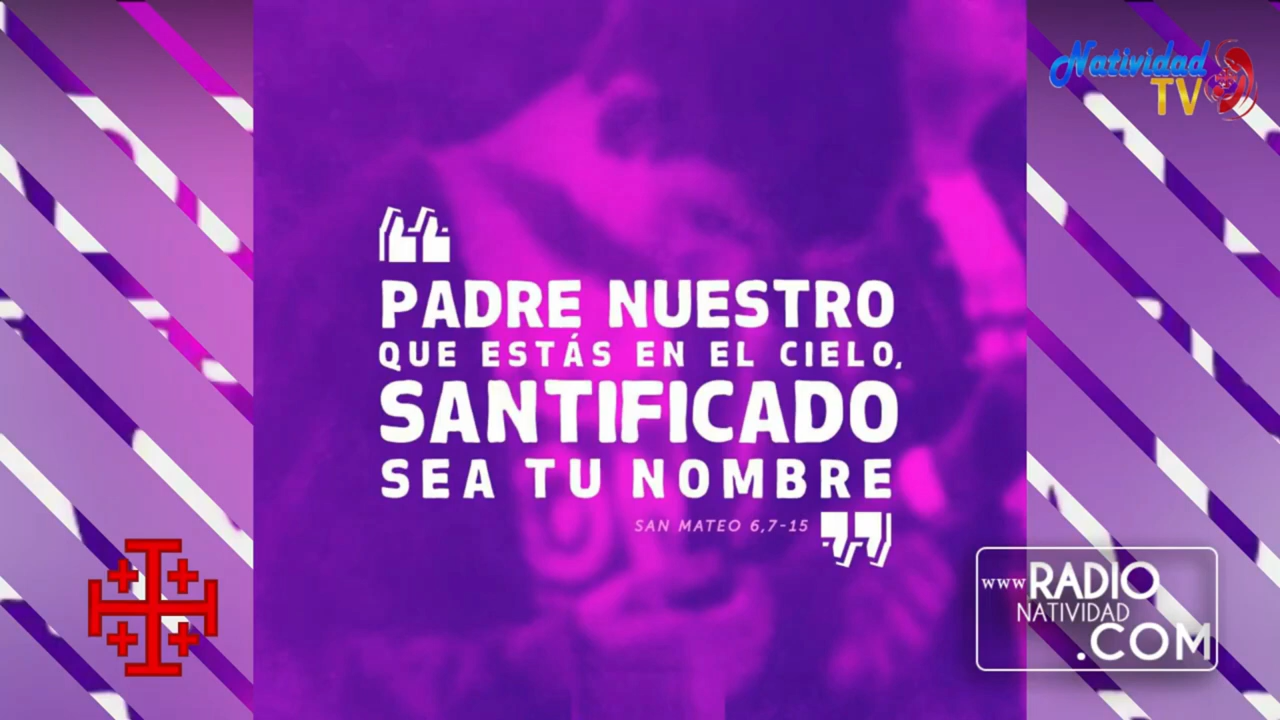 Natividad
TV
PADRE NUESTRO
QUE ESTÁS EN EL CIELO,
SANTIFICADO
SEA TU NOMBRE
SAN MATEO 6,7-15
www RADIO
NATIVIDAD
.COM